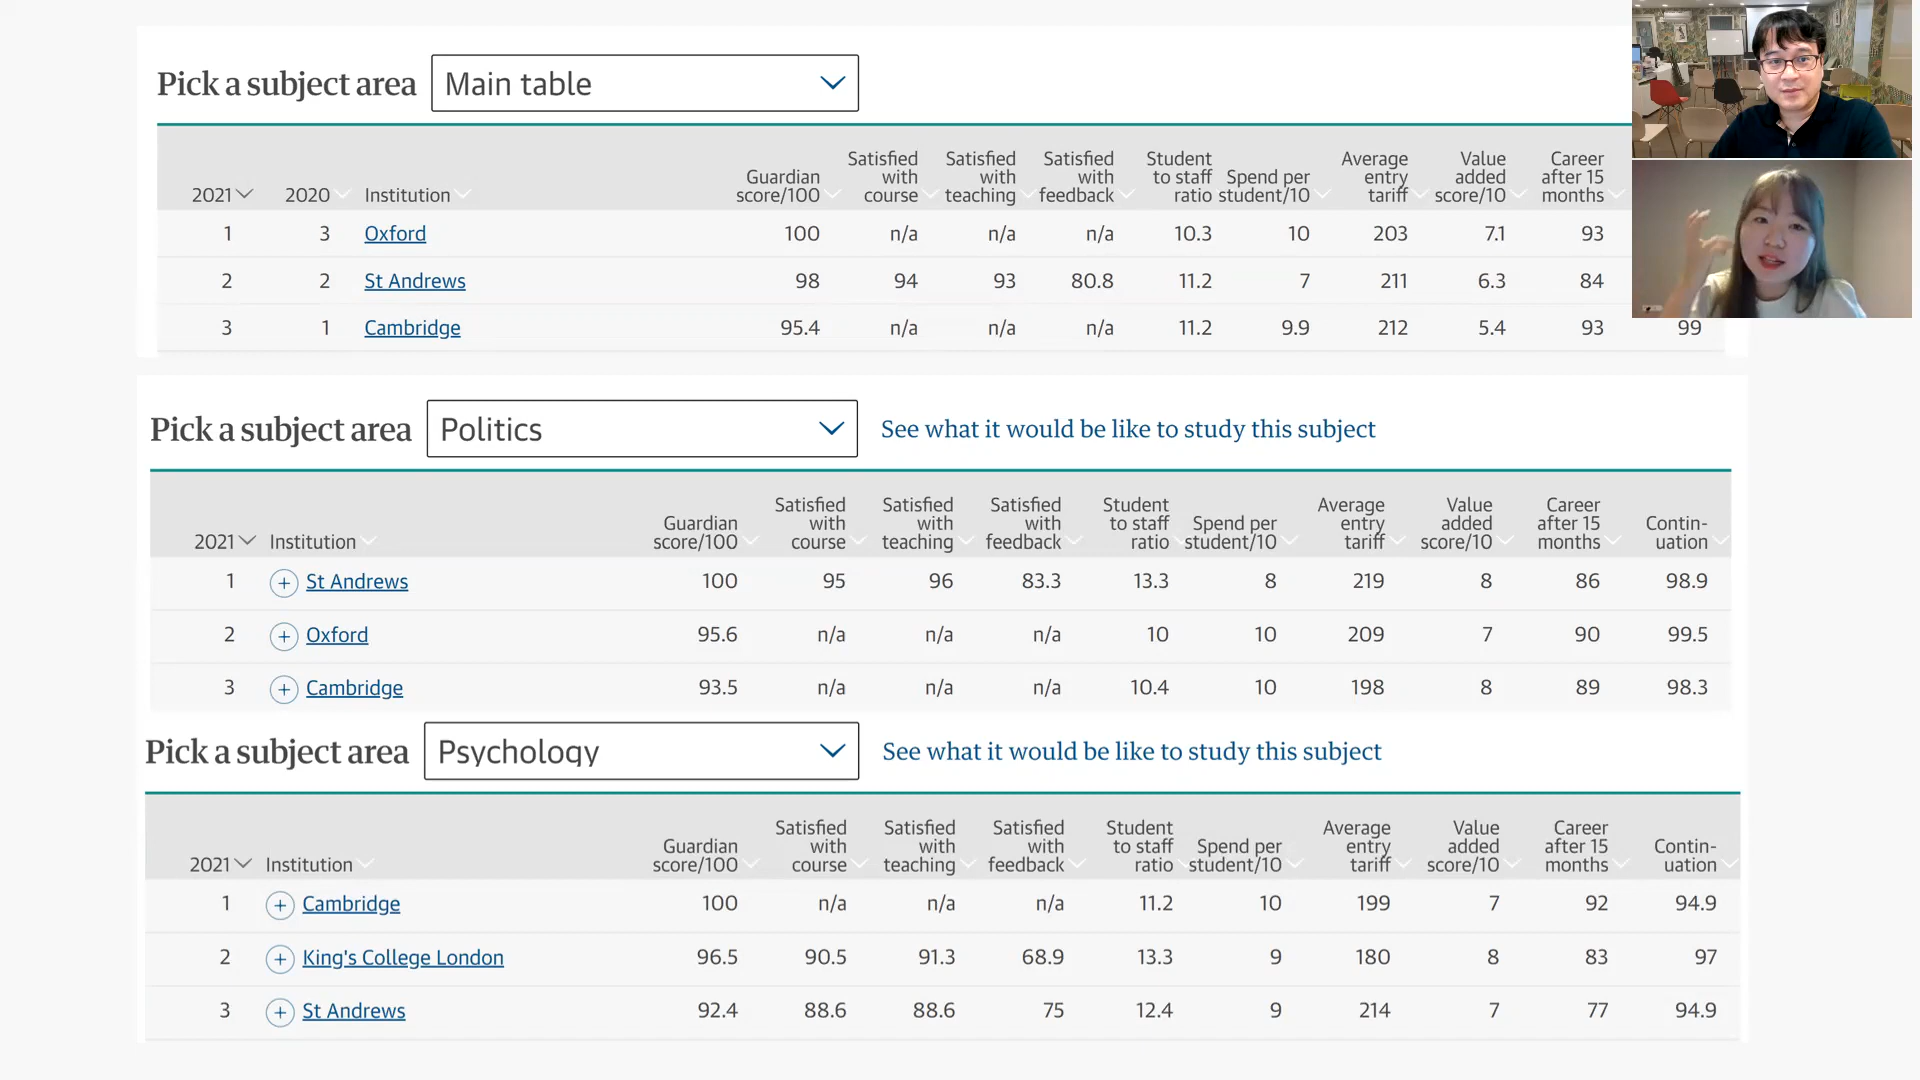 Pick a subject area Main table
2021 2020 Institution Guardian score/100 Satisfied with course Satisfied with teaching Satisfied with feedback Student to staff ratio Spend per student/10 Average entry tariff Value added score/10 Career after 15 months
1 3 Oxford 100 n/a n/a n/a 10.3 10 203 7.1 93
2 2 St Andrews 98 94 93 80.8 11.2 7 211 6.3 84
3 1 Cambridge 95.4 n/a n/a n/a 11.2 9.9 212 5.4 93 99
Pick a subject area Politics See what it would be like to study this subject
2021 Institution Guardian score/100 Satisfied with course Satisfied with teaching Satisfied with feedback Student to staff ratio Spend per student/10 Average entry tariff Value added score/10 Career after 15 months Contin-uation
1 St Andrews 100 95 96 83.3 13.3 8 219 8 86 98.9
2 Oxford 95.6 n/a n/a n/a 10 10 209 7 90 99.5
3 Cambridge 93.5 n/a n/a n/a 10.4 10 198 8 89 98.3
Pick a subject area Psychology See what it would be like to study this subject
2021 Institution Guardian score/100 Satisfied with course Satisfied with teaching Satisfied with feedback Student to staff ratio Spend per student/10 Average entry tariff Value added score/10 Career after 15 months Contin-uation
1 Cambridge 100 n/a n/a n/a 11.2 10 199 7 92 94.9
2 King's College London 96.5 90.5 91.3 68.9 13.3 9 180 8 83 97
3 St Andrews 92.4 88.6 88.6 75 12.4 9 214 7 77 94.9